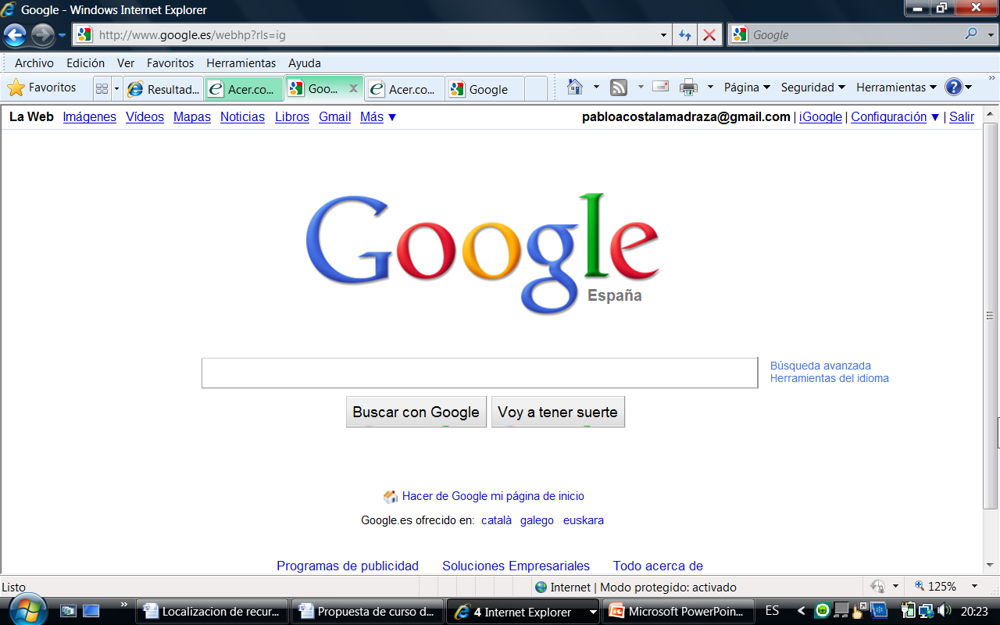 Google - Windows Internet Explorer
http://www.google.es/webhp?rls=ig
Google
Archivo Edición Ver Favoritos Herramientas Ayuda
Favoritos Resultad... Acer.co... Goo... Acer.co... Google Página Seguridad Herramientas
La Web Imágenes Vídeos Mapas Noticias Libros Gmail Más ▼ pabloacostalamadraza@gmail.com | iGoogle | Configuración ▼ | Salir
Google
España
Búsqueda avanzada
Herramientas del idioma
Buscar con Google Voy a tener suerte
Hacer de Google mi página de inicio
Google.es ofrecido en: català galego euskara
Programas de publicidad Soluciones Empresariales Todo acerca de
Listo Internet | Modo protegido: activado 125%
Localizacion de recur... Propuesta de curso d... 4 Internet Explorer Microsoft PowerPoin... ES 20:23